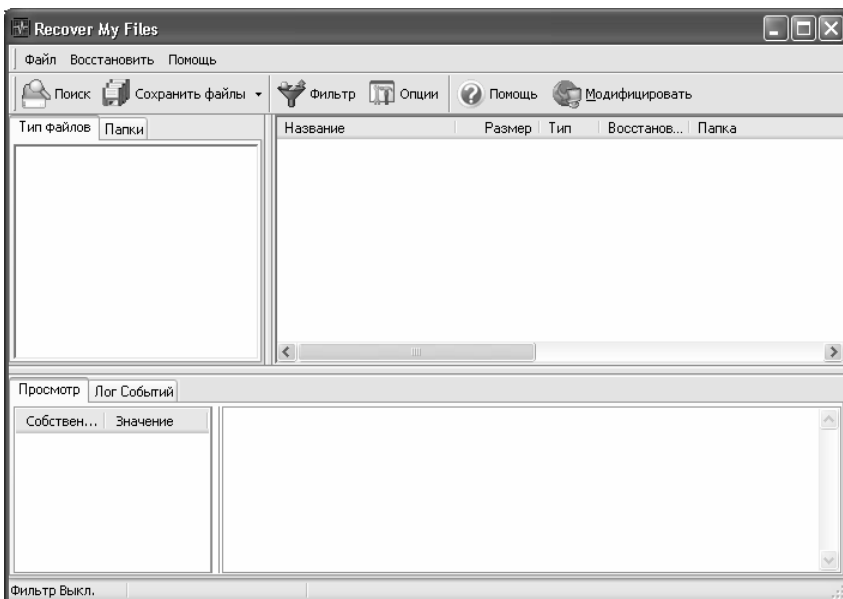 Recover My Files
Файл Восстановить Помощь
Поиск Сохранить файлы Фильтр Опции Помощь Модифицировать
Тип файлов Папки
Название Размер Тип Восстанов... Папка
Просмотр Лог Событий
Собствен... Значение
Фильтр Выкл.